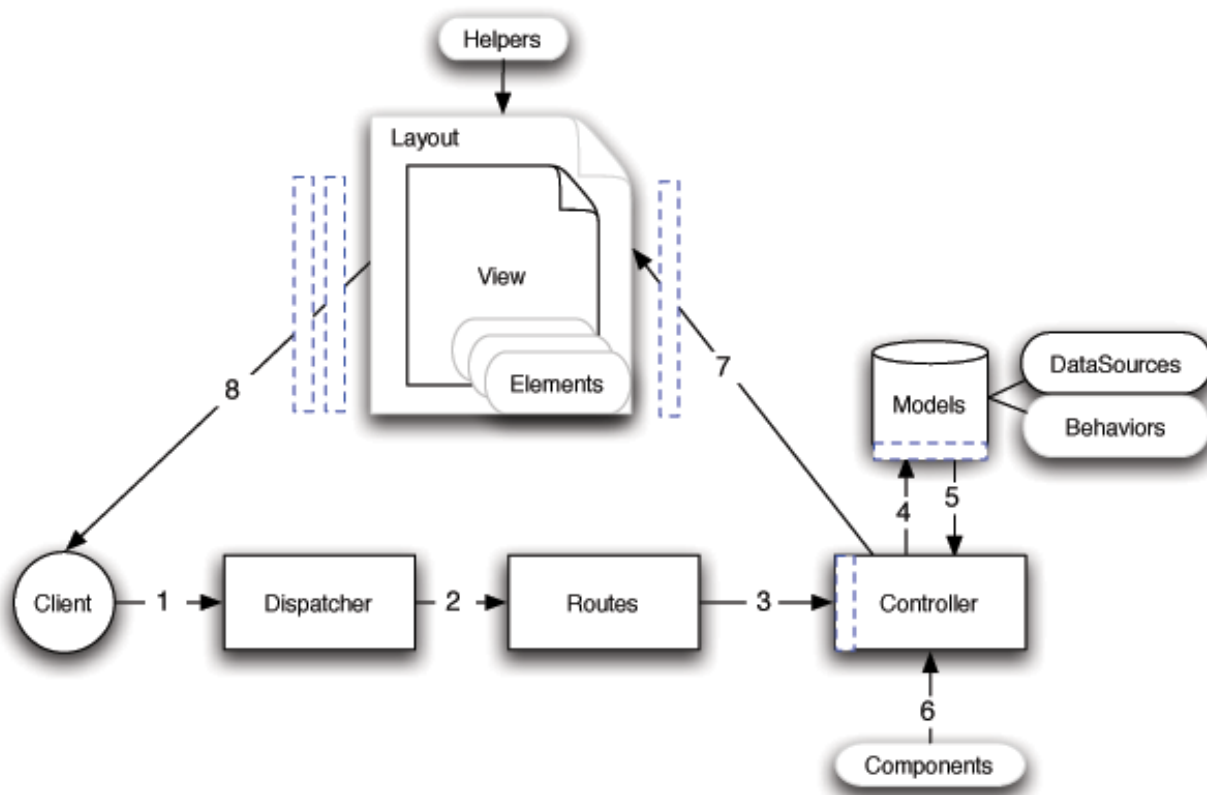 Helpers
Layout
View
Elements
7
8
DataSources
Models
Behaviors
4
5
Client
1
Dispatcher
2
Routes
3
Controller
6
Components